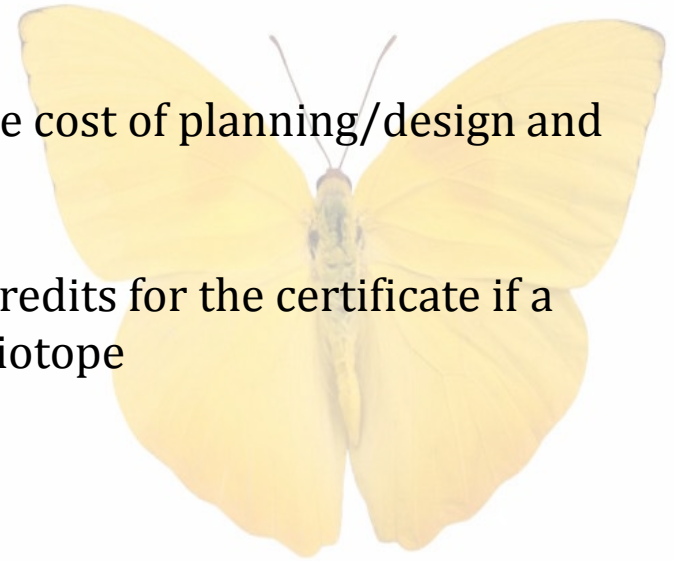 e cost of planning/design and
redits for the certificate if a
iotope